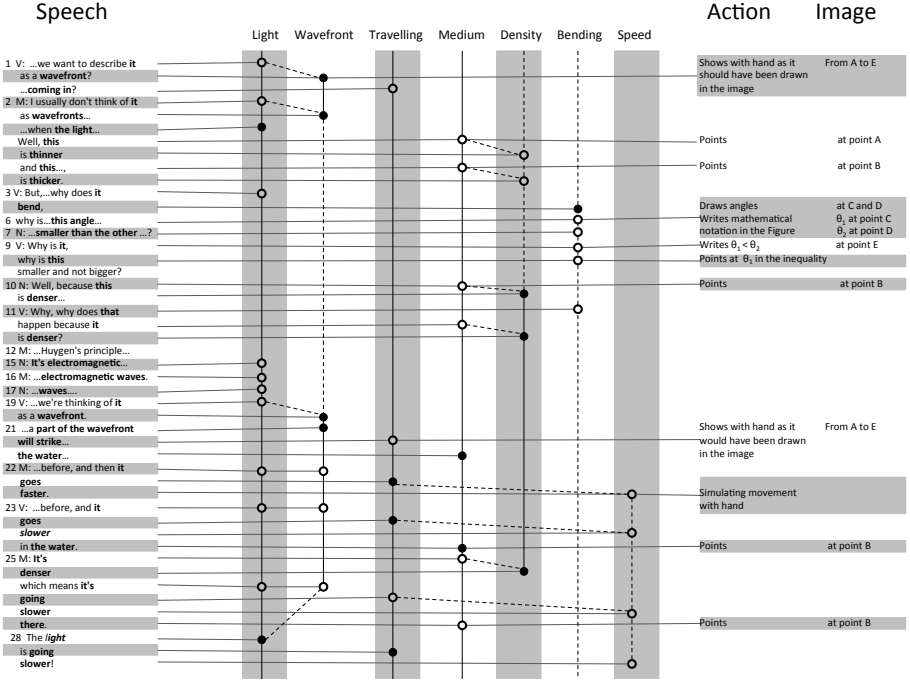 Speech Action Image
Light Wavefront Travelling Medium Density Bending Speed
1 V: ...we want to describe it Shows with hand as it From A to E
as a wavefront? should have been drawn
...coming in? in the image
2 M: I usually don't think of it
as wavefronts...
...when the light...
Well, this Points at point A
is thinner
and this..., Points at point B
is thicker.
3 V: But,...why does it
bend, Draws angles at C and D
6 why is...this angle... Writes mathematical θ1 at point C
7 N: ...smaller than the other ...? notation in the Figure θ2 at point D
9 V: Why is it, Writes θ1 < θ2 at point E
why is this Points at θ1 in the inequality
smaller and not bigger?
10 N: Well, because this Points at point B
is denser...
11 V: Why, why does that
happen because it
is denser?
12 M: ...Huygen's principle...
15 N: It's electromagnetic...
16 M: ...electromagnetic waves.
17 N: ...waves....
19 V: ...we're thinking of it
as a wavefront.
21 ...a part of the wavefront Shows with hand as it From A to E
will strike... would have been drawn
the water... in the image
22 M: ...before, and then it
goes
faster. Simulating movement
23 V: ...before, and it with hand
goes
slower
in the water. Points at point B
25 M: It's
denser
which means it's
going
slower
there. Points at point B
28 The light
is going
slower!